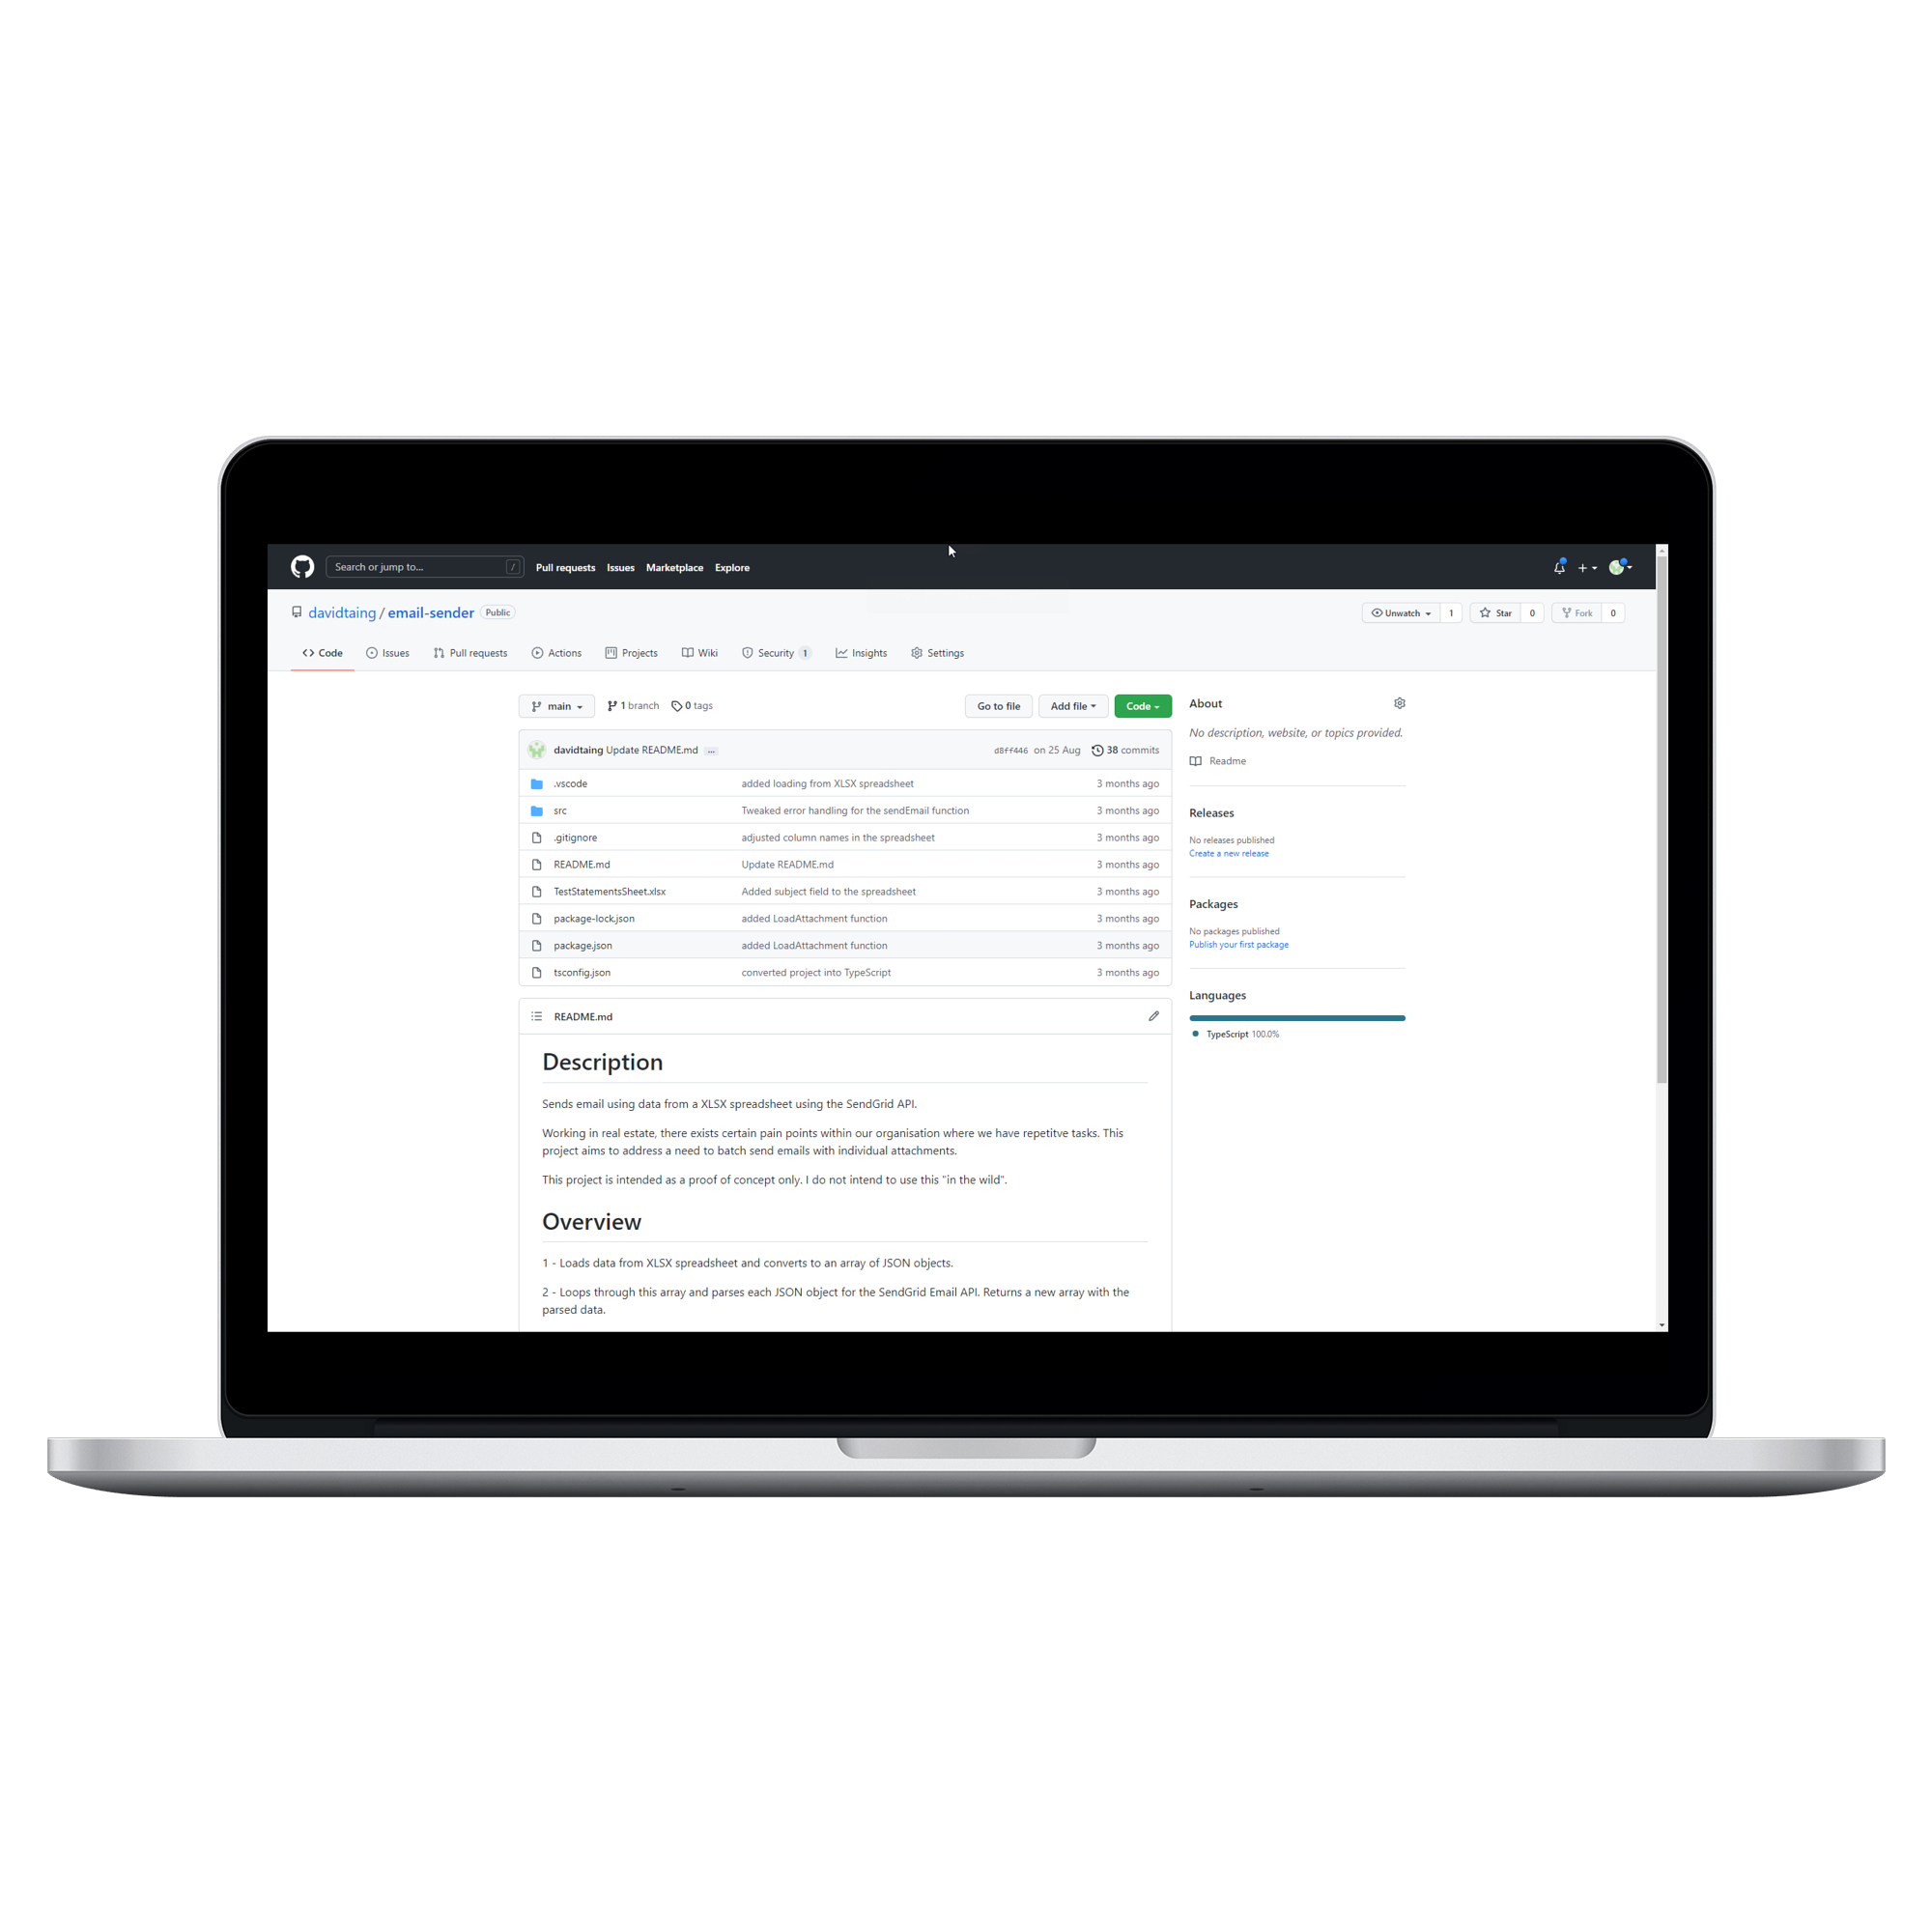 Search or jump to... /
Pull requests Issues Marketplace Explore
davidtaing / email-sender Public
Unwatch 1 Star 0 Fork 0
Code Issues Pull requests Actions Projects Wiki Security 1 Insights Settings
main 1 branch 0 tags Go to file Add file Code
davidtaing Update README.md ... d8ff446 on 25 Aug 38 commits
.vscode added loading from XLSX spreadsheet 3 months ago
src Tweaked error handling for the sendEmail function 3 months ago
.gitignore adjusted column names in the spreadsheet 3 months ago
README.md Update README.md 3 months ago
TestStatementsSheet.xlsx Added subject field to the spreadsheet 3 months ago
package-lock.json added LoadAttachment function 3 months ago
package.json added LoadAttachment function 3 months ago
tsconfig.json converted project into TypeScript 3 months ago
README.md
Description
Sends email using data from a XLSX spreadsheet using the SendGrid API.
Working in real estate, there exists certain pain points within our organisation where we have repetitve tasks. This
project aims to address a need to batch send emails with individual attachments.
This project is intended as a proof of concept only. I do not intend to use this "in the wild".
Overview
1 - Loads data from XLSX spreadsheet and converts to an array of JSON objects.
2 - Loops through this array and parses each JSON object for the SendGrid Email API. Returns a new array with the
parsed data.
About
No description, website, or topics provided.
Readme
Releases
No releases published
Create a new release
Packages
No packages published
Publish your first package
Languages
TypeScript 100.0%